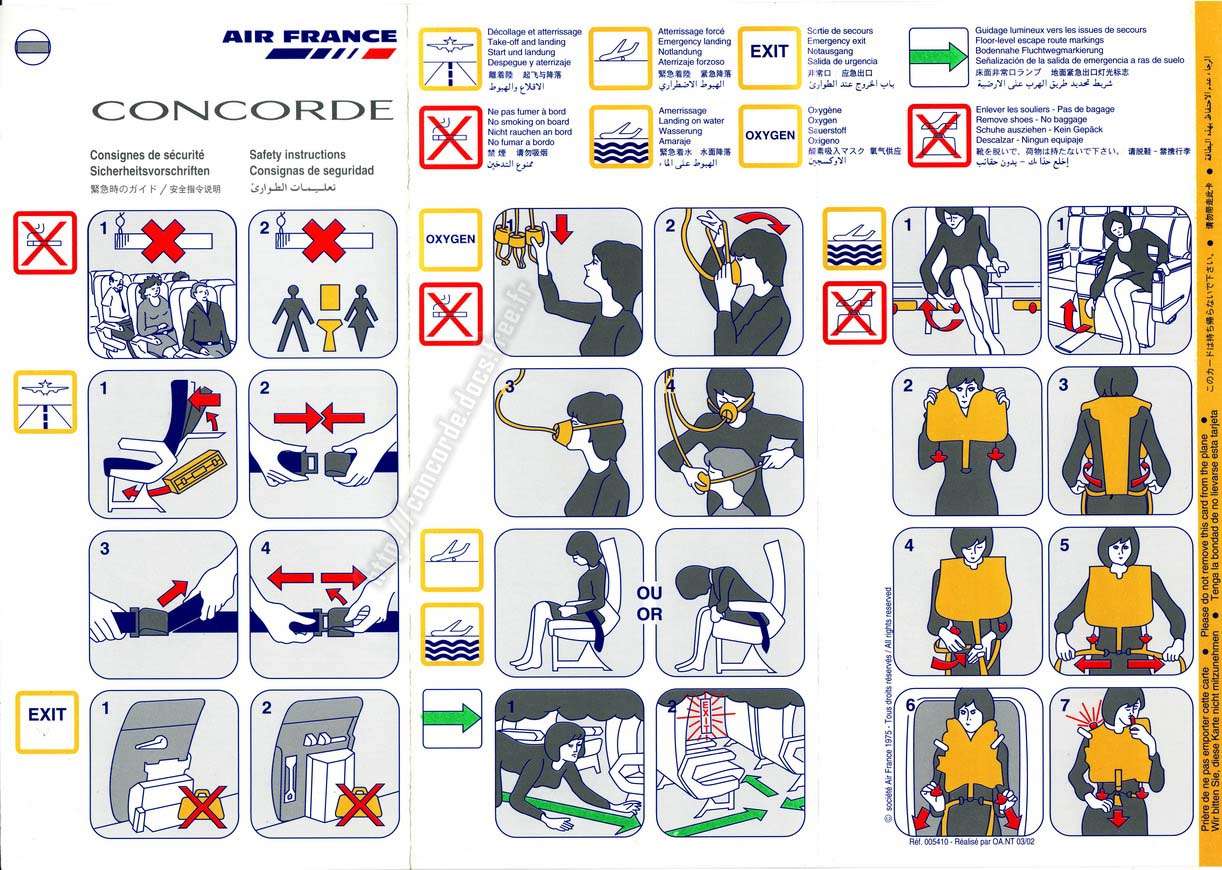 AIR FRANCE
CONCORDE
Consignes de sécurité
Sicherheitsvorschriften
緊急時のガイド / 安全指令说明
Safety instructions
Consignas de seguridad
تعليمات الطوارئ
Décollage et atterrissage
Take-off and landing
Start und landung
Despegue y aterrizaje
離着陸 起飞与降落
الاقلاع والهبوط
Atterrissage forcé
Emergency landing
Notlandung
Aterrizaje forzoso
緊急着陸 紧急降落
الهبوط الاضطراري
EXIT
Sortie de secours
Emergency exit
Notausgang
Salida de urgencia
非常口 应急出口
باب الخروج عند الطوارئ
Guidage lumineux vers les issues de secours
Floor-level escape route markings
Bodennahe Fluchtwegmarkierung
Señalización de la salida de emergencia a ras de suelo
床面非常口ランプ 地面紧急出口灯光标志
شريط تحديد طريق الهرب على الارضية
Ne pas fumer à bord
No smoking on board
Nicht rauchen an bord
No fumar a bordo
禁煙 请勿吸烟
ممنوع التدخين
Amerrissage
Landing on water
Wasserung
Amaraje
緊急着水 水面降落
الهبوط على الماء
OXYGEN
Oxygène
Oxygen
Sauerstoff
Oxigeno
酸素吸入マスク 氧气供应
الاوكسجين
Enlever les souliers - Pas de bagage
Remove shoes - No baggage
Schuhe ausziehen - Kein Gepäck
Descalzar - Ningun equipaje
靴を脱いで、荷物は持たないで下さい。 请脱鞋 - 禁携行李
إخلع حذاءك - بدون حقائب
1
2
1
2
3
4
EXIT
1
2
OXYGEN
1
2
3
4
OU
OR
1
2
EXIT
1
1
2
3
4
5
6
7
© société Air France 1975 - Tous droits réservés / All rights reserved
Réf. 005410 - Réalisé par OA.NT 03/02
Prière de ne pas emporter cette carte ● Please do not remove this card from the plane ● このカードは持ち帰らないで下さい。 ● 请勿带走此卡 ● الرجاء عدم الاحتفاظ بهذه البطاقة
Wir bitten Sie, diese Karte nicht mitzunehmen ● Tenga la bondad de no llevarse esta tarjeta
http://concorde.docs.free.fr